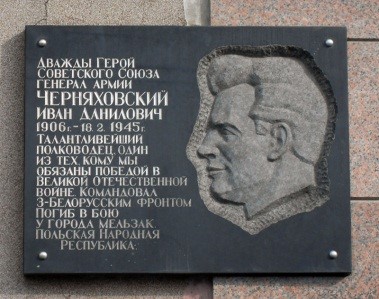 Дважды Герой
Советского Союза
генерал армии
Черняховский
Иван Данилович
1906г.- 18. 2. 1945г.
Талантливейший
полководец, один
из тех, кому мы
обязаны победой в
Великой Отечественной
войне. Командовал
3-Белорусским фронтом
Погиб в бою
у города Мельзак
Польская Народная
Республика.